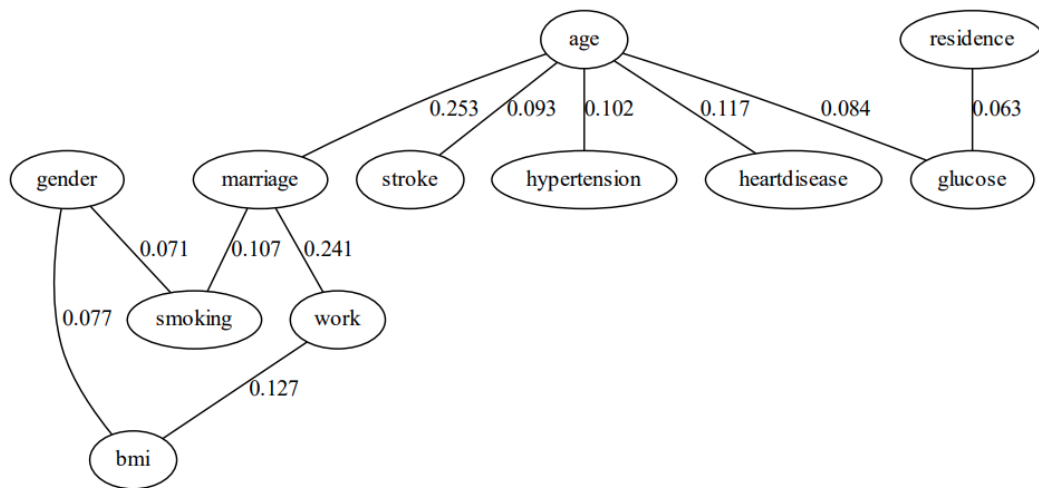 age
residence
0.253
0.093
0.102
0.117
0.084
0.063
gender
marriage
stroke
hypertension
heartdisease
glucose
0.071
0.107
0.241
0.077
smoking
work
0.127
bmi